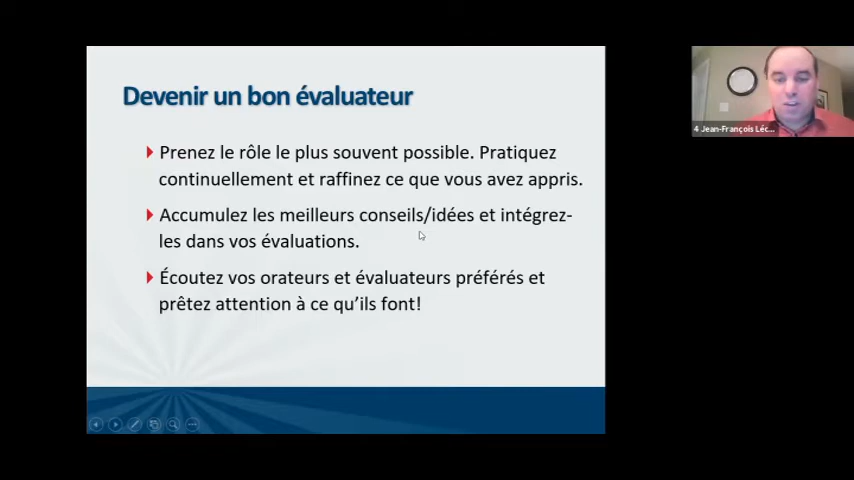 Devenir un bon évaluateur
Prenez le rôle le plus souvent possible. Pratiquez
continuellement et raffinez ce que vous avez appris.
Accumulez les meilleurs conseils/idées et intégrez-
les dans vos évaluations.
Écoutez vos orateurs et évaluateurs préférés et
prêtez attention à ce qu'ils font!
4 Jean-François Léc...